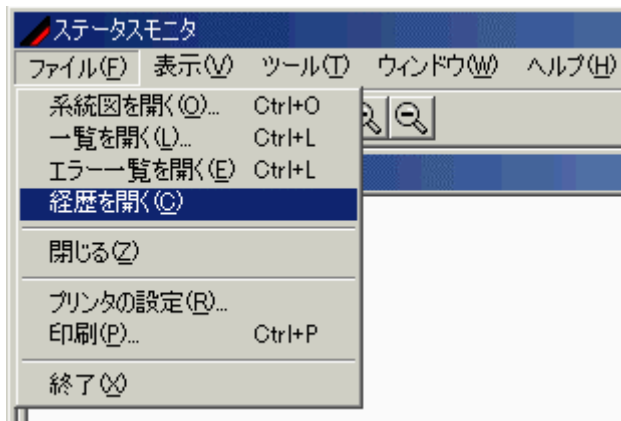 ステータスモニタ
ファイル(F) 表示(V) ツール(T) ウィンドウ(W) ヘルプ(H)
系統図を開く(O)... Ctrl+O
一覧を開く(L)... Ctrl+L
エラー一覧を開く(E) Ctrl+L
経歴を開く(C)
閉じる(Z)
プリンタの設定(R)...
印刷(P)... Ctrl+P
終了(X)